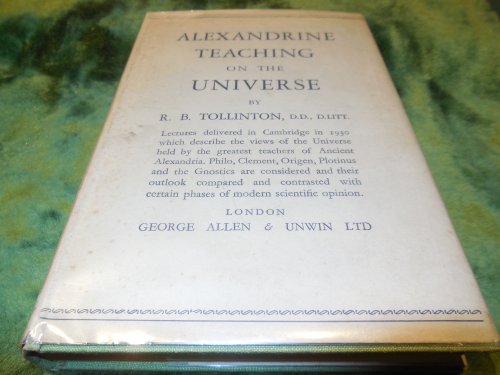 ALEXANDRINE
TEACHING
ON THE
UNIVERSE
BY
R. B. TOLLINTON, D.D., D.LITT.
Lectures delivered in Cambridge in 1930
which describe the views of the Universe
held by the greatest teachers of Ancient
Alexandria. Philo, Clement, Origen, Plotinus
and the Gnostics are considered and their
outlook compared and contrasted with
certain phases of modern scientific opinion.
LONDON
GEORGE ALLEN & UNWIN LTD